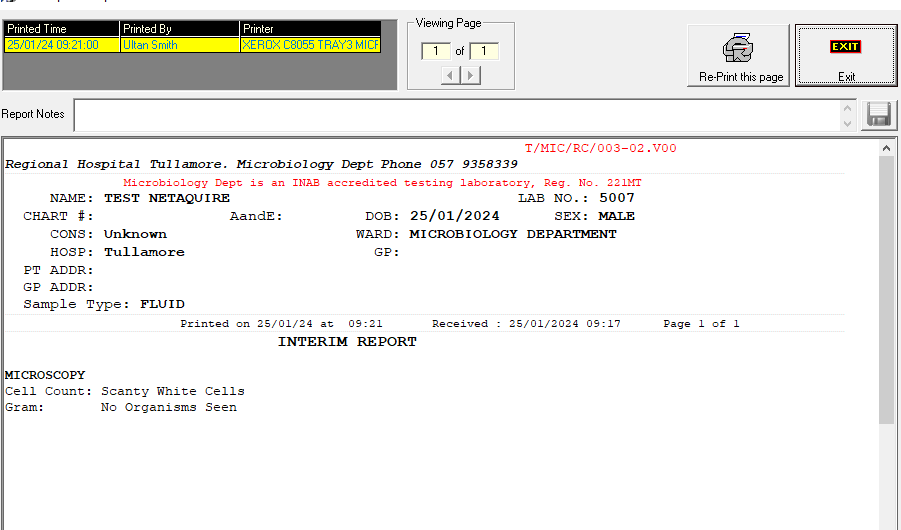 Printed Time Printed By Printer
25/01/24 09:21:00 Ultan Smith XEROX C8055 TRAY3 MICF
Viewing Page
1 of 1
Re-Print this page
EXIT
Exit
Report Notes
T/MIC/RC/003-02.V00
Regional Hospital Tullamore. Microbiology Dept Phone 057 9358339
Microbiology Dept is an INAB accredited testing laboratory, Reg. No. 221MT
NAME: TEST NETAQUIRE LAB NO.: 5007
CHART #: AandE: DOB: 25/01/2024 SEX: MALE
CONS: Unknown WARD: MICROBIOLOGY DEPARTMENT
HOSP: Tullamore GP:
PT ADDR:
GP ADDR:
Sample Type: FLUID
Printed on 25/01/24 at 09:21 Received : 25/01/2024 09:17 Page 1 of 1
INTERIM REPORT
MICROSCOPY
Cell Count: Scanty White Cells
Gram: No Organisms Seen